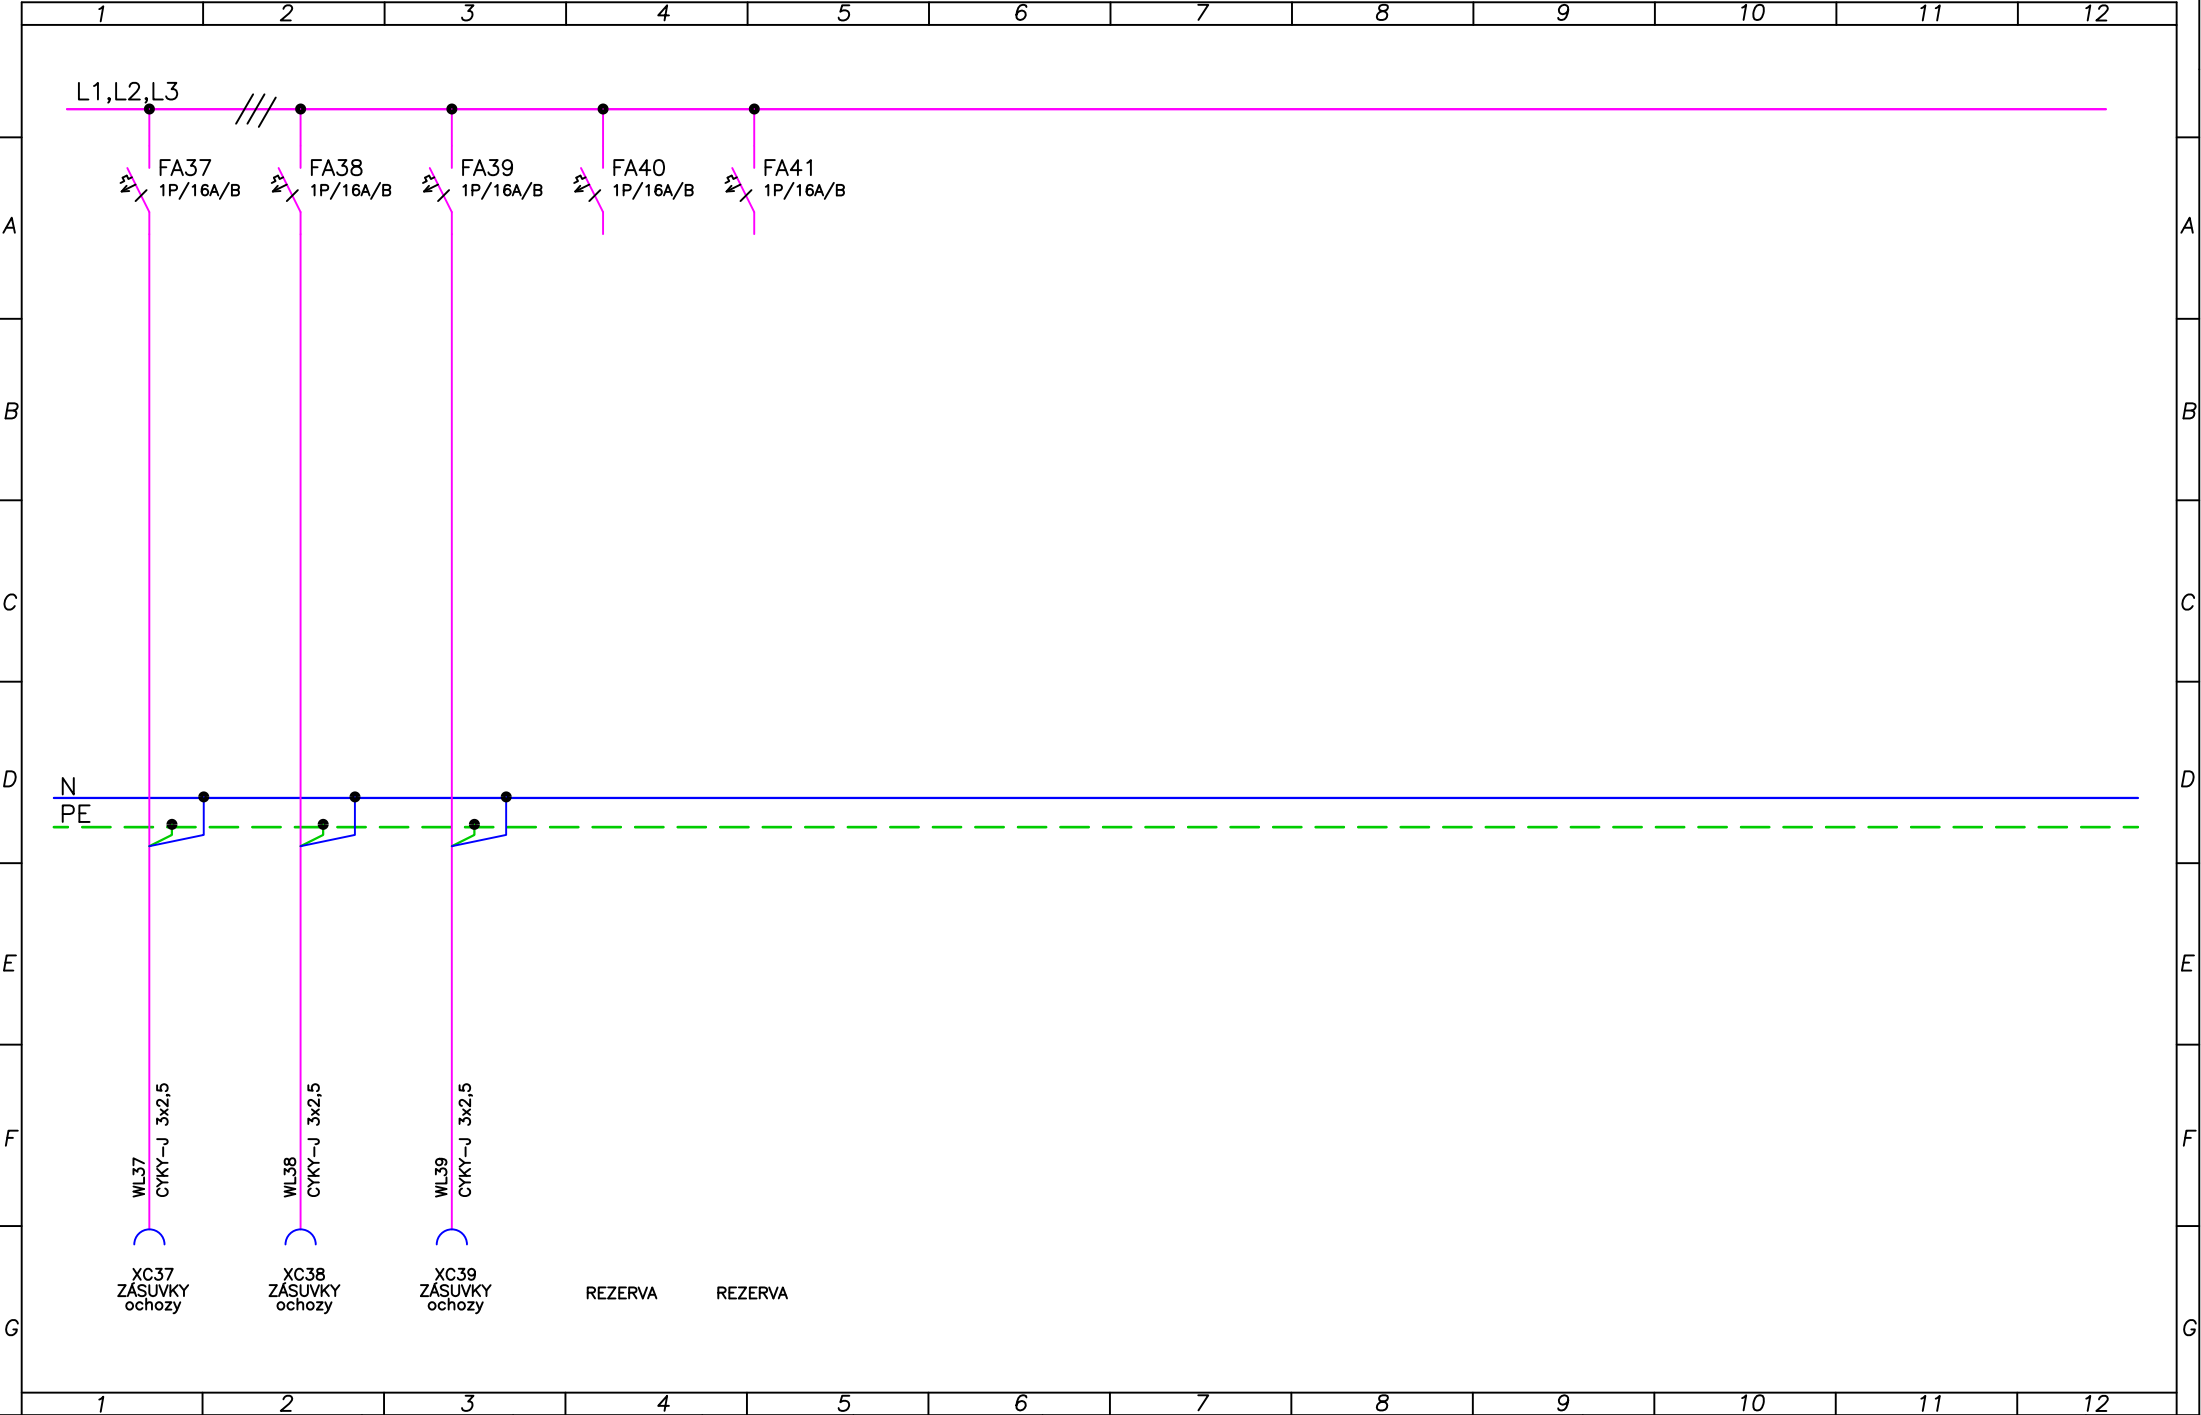 1 2 3 4 5 6 7 8 9 10 11 12
L1,L2,L3
FA37 FA38 FA39 FA40 FA41
1P/16A/B 1P/16A/B 1P/16A/B 1P/16A/B 1P/16A/B
A A
B B
C C
D D
N
PE
E E
F F
WL37
CYKY-J 3x2,5
WL38
CYKY-J 3x2,5
WL39
CYKY-J 3x2,5
XC37
ZÁSUVKY
ochozy
XC38
ZÁSUVKY
ochozy
XC39
ZÁSUVKY
ochozy
REZERVA
REZERVA
G G
1 2 3 4 5 6 7 8 9 10 11 12